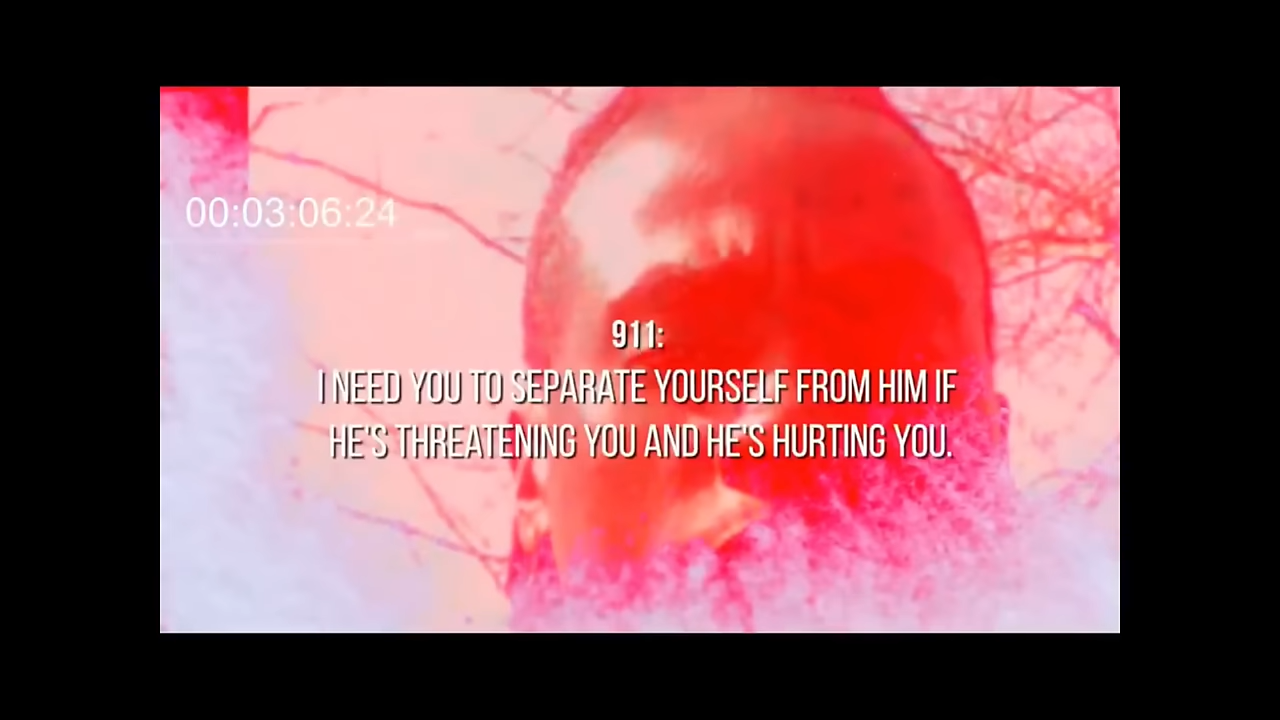 00:03:06:24
911:
I NEED YOU TO SEPARATE YOURSELF FROM HIM IF
HE'S THREATENING YOU AND HE'S HURTING YOU.